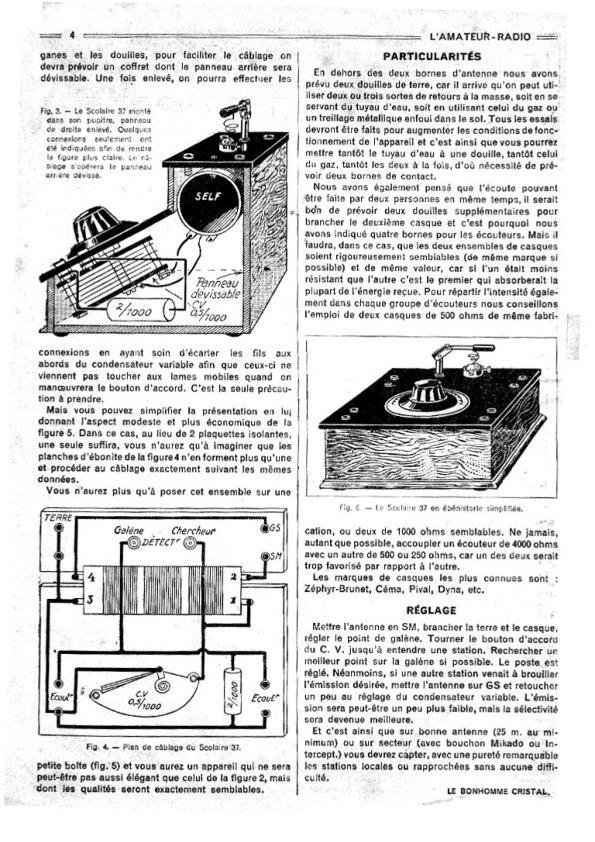 4
L'AMATEUR-RADIO
ganes et les douilles, pour faciliter le câblage on
devra prévoir un coffret dont le panneau arrière sera
dévissable. Une fois enlevé, on pourra effectuer les
Fig. 3. — Le Scolaire 37 monté
dans son pupitre, panneau
de droite enlevé. Quelques
connexions seulement ont
été indiquées afin de rendre
la figure plus claire. Le câ-
blage s'opèrera le panneau
arrière dévissé.
SELF
Panneau
dévissable
C.V
0,5/1000
2/1000
connexions en ayant soin d'écarter les fils aux
abords du condensateur variable afin que ceux-ci ne
viennent pas toucher aux lames mobiles quand on
manœuvrera le bouton d'accord. C'est la seule précau-
tion à prendre.
Mais vous pouvez simplifier la présentation en lui
donnant l'aspect modeste et plus économique de la
figure 5. Dans ce cas, au lieu de 2 plaquettes isolantes,
une seule suffira, vous n'aurez qu'à imaginer que les
planches d'ébonite de la figure 4 n'en forment plus qu'une
et procéder au câblage exactement suivant les mêmes
données.
Vous n'aurez plus qu'à poser cet ensemble sur une
TERRE
Galène Chercheur
DÉTECTr
GS
SM
4
2
3
1
Ecoutr
C.V
0,5/1000
2/1000
Ecoutr
Fig. 4. — Plan de câblage du Scolaire 37.
petite boîte (fig. 5) et vous aurez un appareil qui ne sera
peut-être pas aussi élégant que celui de la figure 2, mais
dont les qualités seront exactement semblables.
PARTICULARITÉS
En dehors des deux bornes d'antenne nous avons
prévu deux douilles de terre, car il arrive qu'on peut uti-
liser deux ou trois sortes de retours à la masse, soit en se
servant du tuyau d'eau, soit en utilisant celui du gaz ou
un treillage métallique enfoui dans le sol. Tous les essais
devront être faits pour augmenter les conditions de fonc-
tionnement de l'appareil et c'est ainsi que vous pourrez
mettre tantôt le tuyau d'eau à une douille, tantôt celui
du gaz, tantôt les deux à la fois, d'où nécessité de pré-
voir deux bornes de contact.
Nous avons également pensé que l'écoute pouvant
être faite par deux personnes en même temps, il serait
bon de prévoir deux douilles supplémentaires pour
brancher le deuxième casque et c'est pourquoi nous
avons indiqué quatre bornes pour les écouteurs. Mais il
faudra, dans ce cas, que les deux ensembles de casques
soient rigoureusement semblables (de même marque si
possible) et de même valeur, car si l'un était moins
résistant que l'autre c'est le premier qui absorberait la
plupart de l'énergie reçue. Pour répartir l'intensité égale-
ment dans chaque groupe d'écouteurs nous conseillons
l'emploi de deux casques de 500 ohms de même fabri-
Fig. 5. — Le Scolaire 37 en ébénisterie simplifiée.
cation, ou deux de 1000 ohms semblables. Ne jamais,
autant que possible, accoupler un écouteur de 4000 ohms
avec un autre de 500 ou 250 ohms, car un des deux serait
trop favorisé par rapport à l'autre.
Les marques de casques les plus connues sont :
Zéphyr-Brunet, Céma, Pival, Dyna, etc.
RÉGLAGE
Mettre l'antenne en SM, brancher la terre et le casque,
régler le point de galène. Tourner le bouton d'accord
du C. V. jusqu'à entendre une station. Rechercher un
meilleur point sur la galène si possible. Le poste est
réglé. Néanmoins, si une autre station venait à brouiller
l'émission désirée, mettre l'antenne sur GS et retoucher
un peu au réglage du condensateur variable. L'émis-
sion sera peut-être un peu plus faible, mais la sélectivité
sera devenue meilleure.
Et c'est ainsi que sur bonne antenne (25 m. au mi-
nimum) ou sur secteur (avec bouchon Mikado ou In-
tercept.) vous devrez capter, avec une pureté remarquable
les stations locales ou rapprochées sans aucune diffi-
culté.
LE BONHOMME CRISTAL.